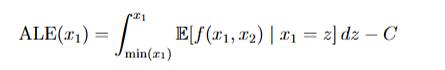 ALE(x₁) = ∫_{min(x₁)}^{x₁} 𝔼[f(x₁, x₂) | x₁ = z] dz − C